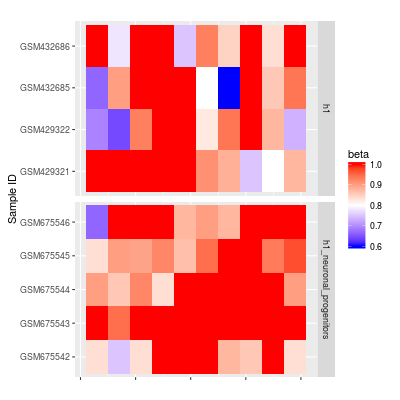 GSM432686
GSM432685
GSM429322
GSM429321
h1
GSM675546
GSM675545
GSM675544
GSM675543
GSM675542
h1_neuronal_progenitors
Sample ID
beta
1.0
0.9
0.8
0.7
0.6